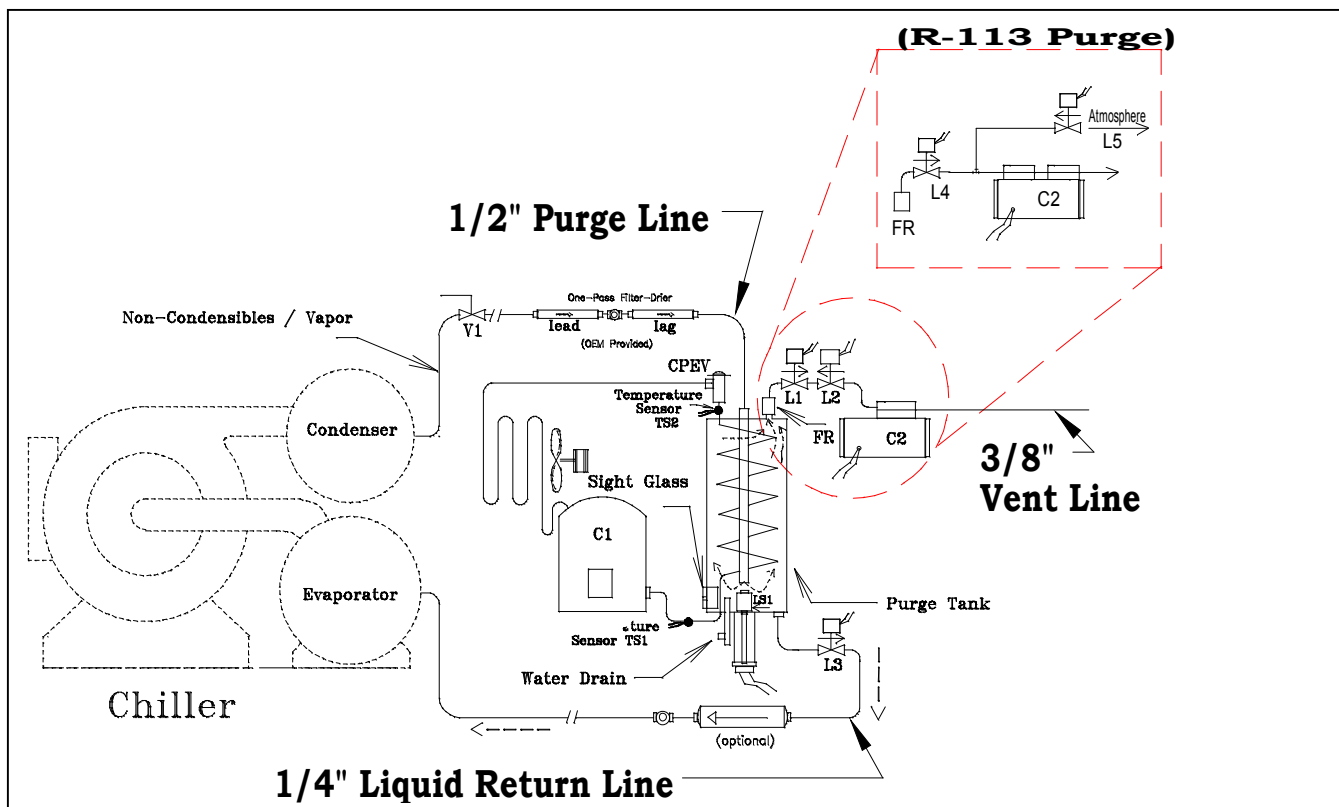 (R-113 Purge)
Atmosphere
L5
L4
C2
FR
1/2" Purge Line
Non-Condensibles / Vapor
One-Pass Filter-Drier
V1
lead
lag
(OEM Provided)
CPEV
Temperature
Sensor
TS2
L1
L2
FR
C2
3/8"
Vent Line
Condenser
Sight Glass
C1
Evaporator
LS1
Purge Tank
ture
Sensor TS1
L3
Water Drain
Chiller
(optional)
1/4" Liquid Return Line